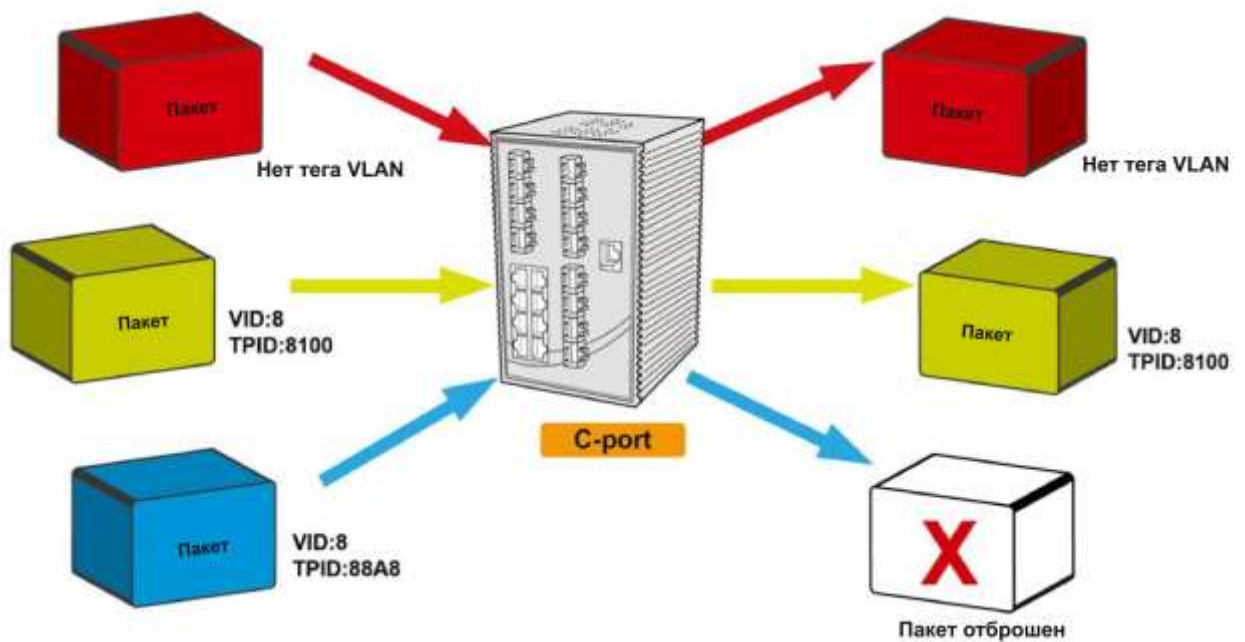 Пакет
Нет тега VLAN
Пакет
Нет тега VLAN
Пакет
VID:8
TPID:8100
Пакет
VID:8
TPID:8100
C-port
Пакет
VID:8
TPID:88A8
X
Пакет отброшен